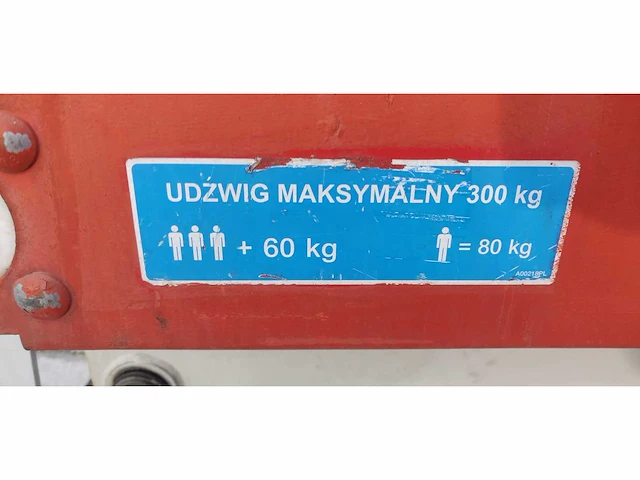 UDŹWIG MAKSYMALNY 300 kg
+ 60 kg
= 80 kg
A00218PL